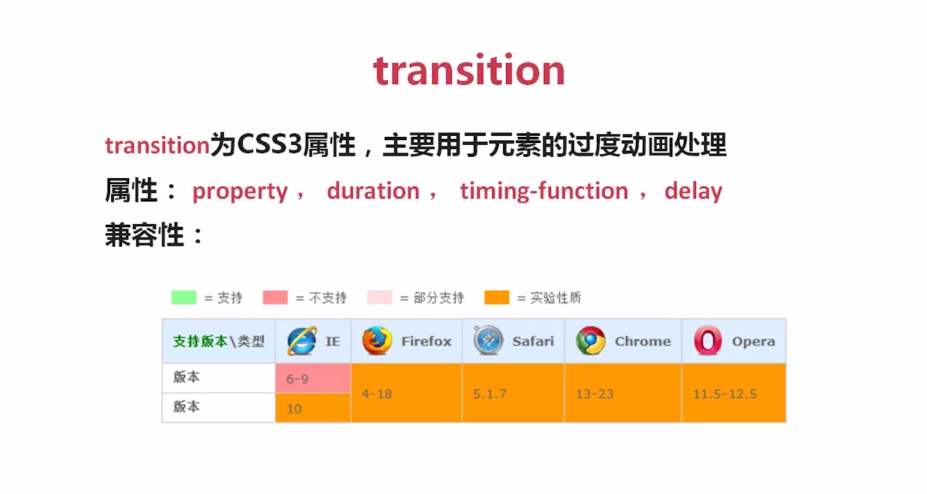 transition
transition为CSS3属性，主要用于元素的过度动画处理
属性： property ， duration ， timing-function ，delay
兼容性：
= 支持 = 不支持 = 部分支持 = 实验性质
支持版本\类型 IE Firefox Safari Chrome Opera
版本 6-9
4-18 5.1.7 13-23 11.5-12.5
版本 10